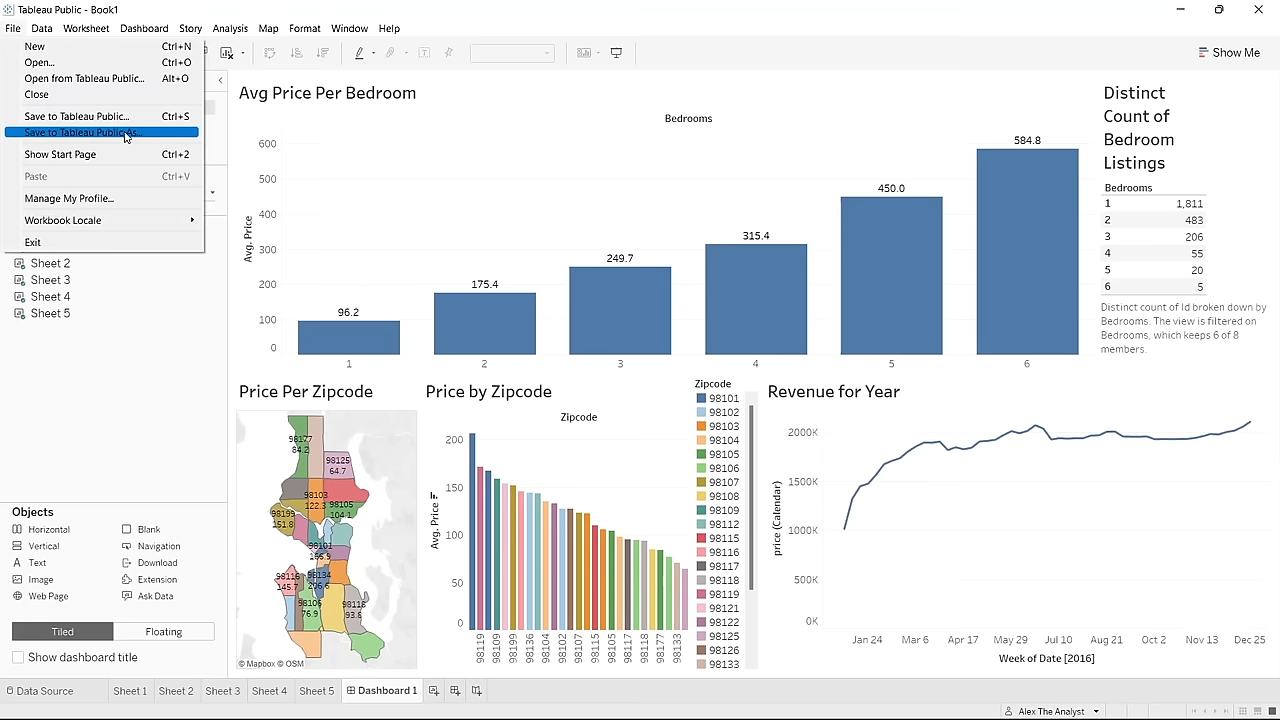 Tableau Public - Book1
File Data Worksheet Dashboard Story Analysis Map Format Window Help
New Ctrl+N
Open... Ctrl+O
Open from Tableau Public... Alt+O
Close
Save to Tableau Public... Ctrl+S
Save to Tableau Public As...
Show Start Page Ctrl+2
Paste Ctrl+V
Manage My Profile...
Workbook Locale
Exit
Show Me
Sheet 2
Sheet 3
Sheet 4
Sheet 5
Objects
Horizontal Blank
Vertical Navigation
Text Download
Image Extension
Web Page Ask Data
Tiled Floating
Show dashboard title
Avg Price Per Bedroom
Bedrooms
Avg. Price
600
500
400
300
200
100
0
96.2
175.4
249.7
315.4
450.0
584.8
1 2 3 4 5 6
Distinct
Count of
Bedroom
Listings
Bedrooms
1 1,811
2 483
3 206
4 55
5 20
6 5
Distinct count of Id broken down by
Bedrooms. The view is filtered on
Bedrooms, which keeps 6 of 8
members.
Price Per Zipcode
98177
84.2
98125
64.7
98103
122.3
98199
151.8
98105
104.1
98101
98134
206.6
98116
145.7
98106
76.9
98118
93.6
© Mapbox © OSM
Price by Zipcode
Zipcode
Avg. Price
200
150
100
50
0
98119 98109 98199 98136 98104 98102 98107 98115 98105 98117 98118 98177 98133
Zipcode
98101
98102
98103
98104
98105
98106
98107
98108
98109
98112
98115
98116
98117
98118
98119
98121
98122
98125
98126
98133
Revenue for Year
price (Calendar)
2000K
1500K
1000K
500K
0K
Jan 24 Mar 6 Apr 17 May 29 Jul 10 Aug 21 Oct 2 Nov 13 Dec 25
Week of Date [2016]
Data Source Sheet 1 Sheet 2 Sheet 3 Sheet 4 Sheet 5 Dashboard 1
Alex The Analyst